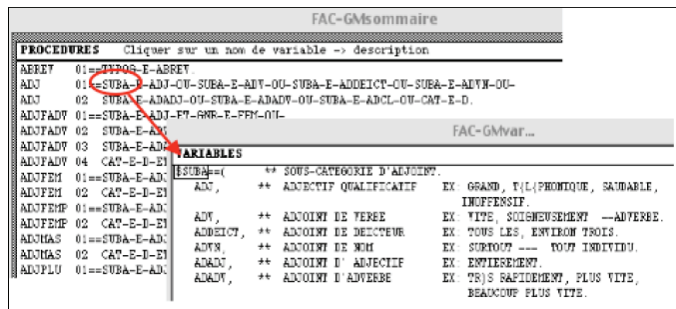 FAC-GMsommaire
PROCEDURES Cliquer sur un nom de variable -> description
ABREV 01==TYPOG-E-ABREV.
ADJ 01==SUBA-E-ADJ-OU-SUBA-E-ADV-OU-SUBA-E-ADDEICT-OU-SUBA-E-ADVN-OU-
ADJ 02 SUBA-E-ADADJ-OU-SUBA-E-ADADV-OU-SUBA-E-ADCL-OU-CAT-E-D.
ADJFADV 01==SUBA-E-ADJ-ET-GNR-E-FEM-OU-
ADJFADV 02 SUBA-E-AD
ADJFADV 03 SUBA-E-ADA
ADJFADV 04 CAT-E-D-ET
ADJFEM 01==SUBA-E-ADJ
ADJFEM 02 CAT-E-D-ET
ADJFEMP 01==SUBA-E-ADJ
ADJFEMP 02 CAT-E-D-ET
ADJMAS 01==SUBA-E-ADJ
ADJMAS 02 CAT-E-D-ET
ADJPLU 01==SUBA-E-ADJ
FAC-GMvar...
VARIABLES
$SUBA==( ** SOUS-CATEGORIE D'ADJOINT.
ADJ, ** ADJECTIF QUALIFICATIF EX: GRAND, T{L{PHONIQUE, SAUDABLE,
INOFFENSIF.
ADV, ** ADJOINT DE VERBE EX: VITE, SOIGNEUSEMENT --ADVERBE.
ADDEICT, ** ADJOINT DE DEICTEUR EX: TOUS LES, ENVIRON TROIS.
ADVN, ** ADJOINT DE NOM EX: SURTOUT --- TOUT INDIVIDU.
ADADJ, ** ADJOINT D' ADJECTIF EX: ENTIEREMENT.
ADADV, ** ADJOINT D'ADVERBE EX: TR}S RAPIDEMENT, PLUS VITE,
BEAUCOUP PLUS VITE.